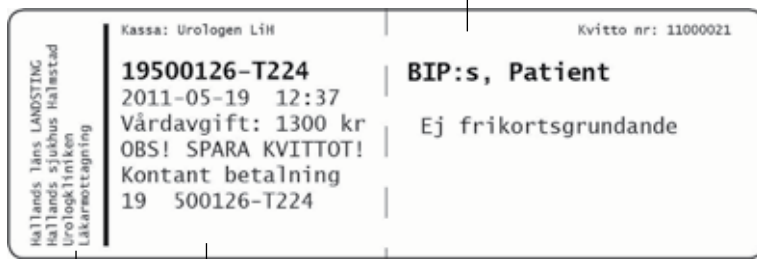 Hallands läns LANDSTING
Hallands sjukhus Halmstad
Urologkliniken
Läkarmottagning
Kassa: Urologen LiH
Kvitto nr: 11000021
19500126-T224
BIP:s, Patient
2011-05-19 12:37
Vårdavgift: 1300 kr
Ej frikortsgrundande
OBS! SPARA KVITTOT!
Kontant betalning
19 500126-T224